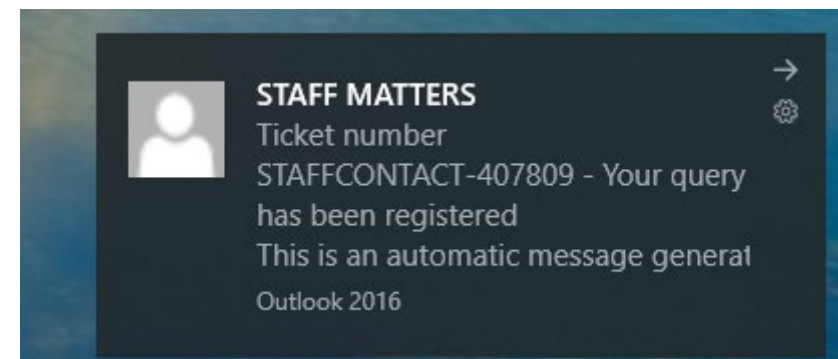 STAFF MATTERS
Ticket number
STAFFCONTACT-407809 - Your query
has been registered
This is an automatic message generat
Outlook 2016